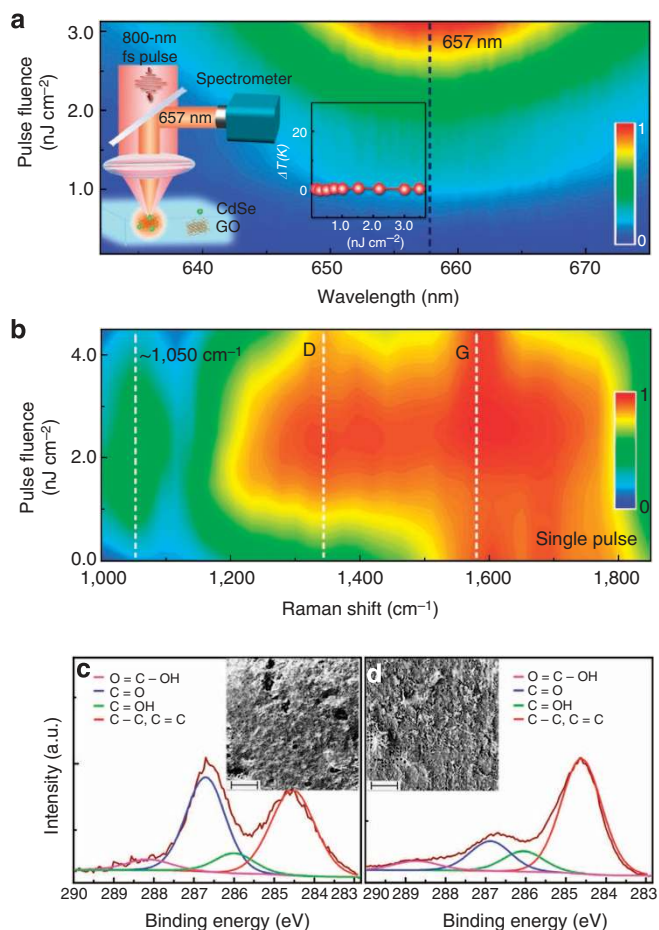 a
800-nm
fs pulse
Spectrometer
657 nm
657 nm
CdSe
GO
Pulse fluence
(nJ cm⁻²)
3.0
2.0
1.0
ΔT(K)
20
0
0
1.0
2.0
3.0
(nJ cm⁻²)
1
0
640
650
660
670
Wavelength (nm)
b
~1,050 cm⁻¹
D
G
Pulse fluence
(nJ cm⁻²)
4.0
3.0
2.0
1.0
0.0
1
0
Single pulse
1,000
1,200
1,400
1,600
1,800
Raman shift (cm⁻¹)
c
O = C – OH
C = O
C = OH
C – C, C = C
Intensity (a.u.)
290 289 288 287 286 285 284 283
Binding energy (eV)
d
O = C – OH
C = O
C = OH
C – C, C = C
290 289 288 287 286 285 284 283
Binding energy (eV)